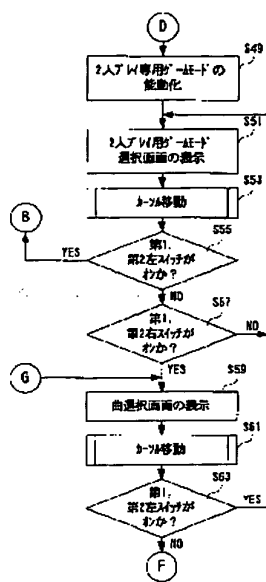 D
S49
2人プレイ専用ゲームモードの
能動化
S51
2人プレイ用ゲームモード
選択画面の表示
S53
カーソル移動
B
S55
YES
第1,
第2左スイッチが
オンか？
NO
S57
第1,
第2右スイッチが
オンか？
NO
YES
G
S59
曲選択画面の表示
S61
カーソル移動
S63
第1,
第2左スイッチが
オンか？
YES
NO
F